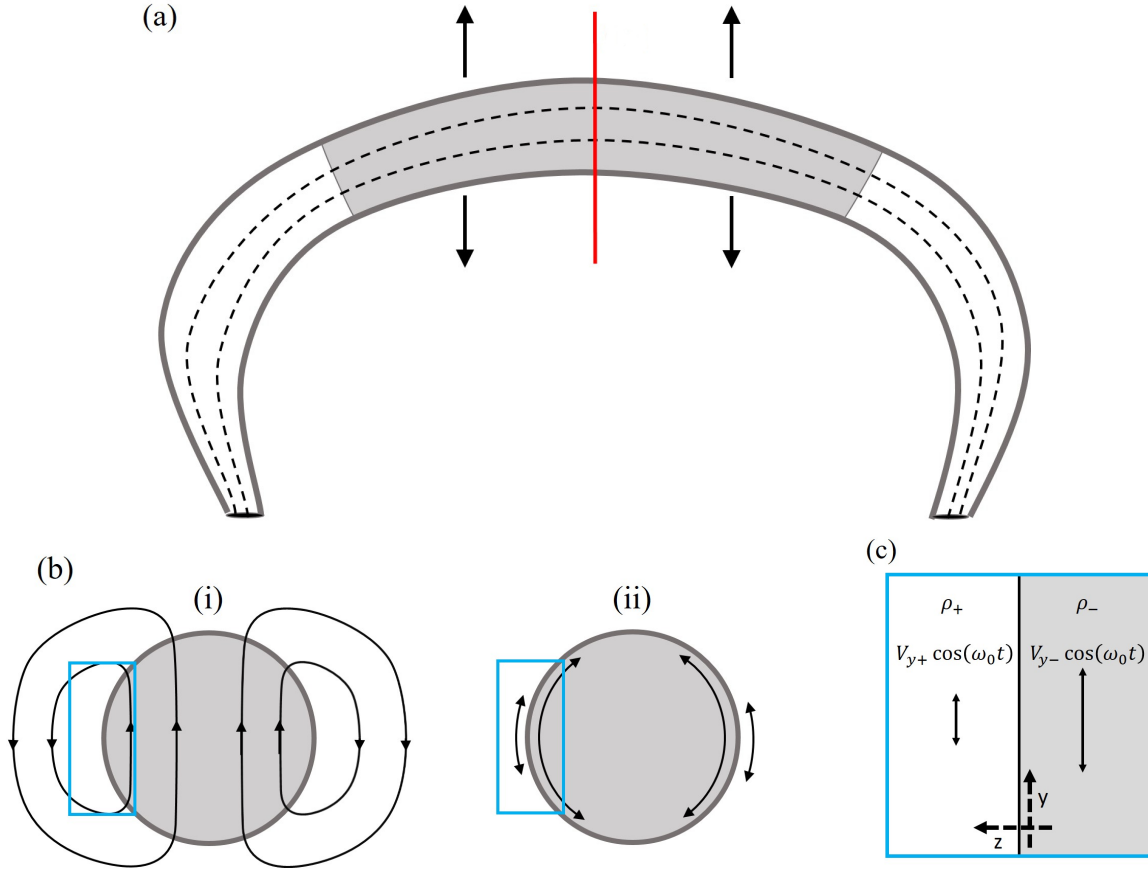 (a)
(b)
(i)
(ii)
(c)
ρ₊
ρ₋
V_{y+} cos(ω₀t)
V_{y−} cos(ω₀t)
y
z